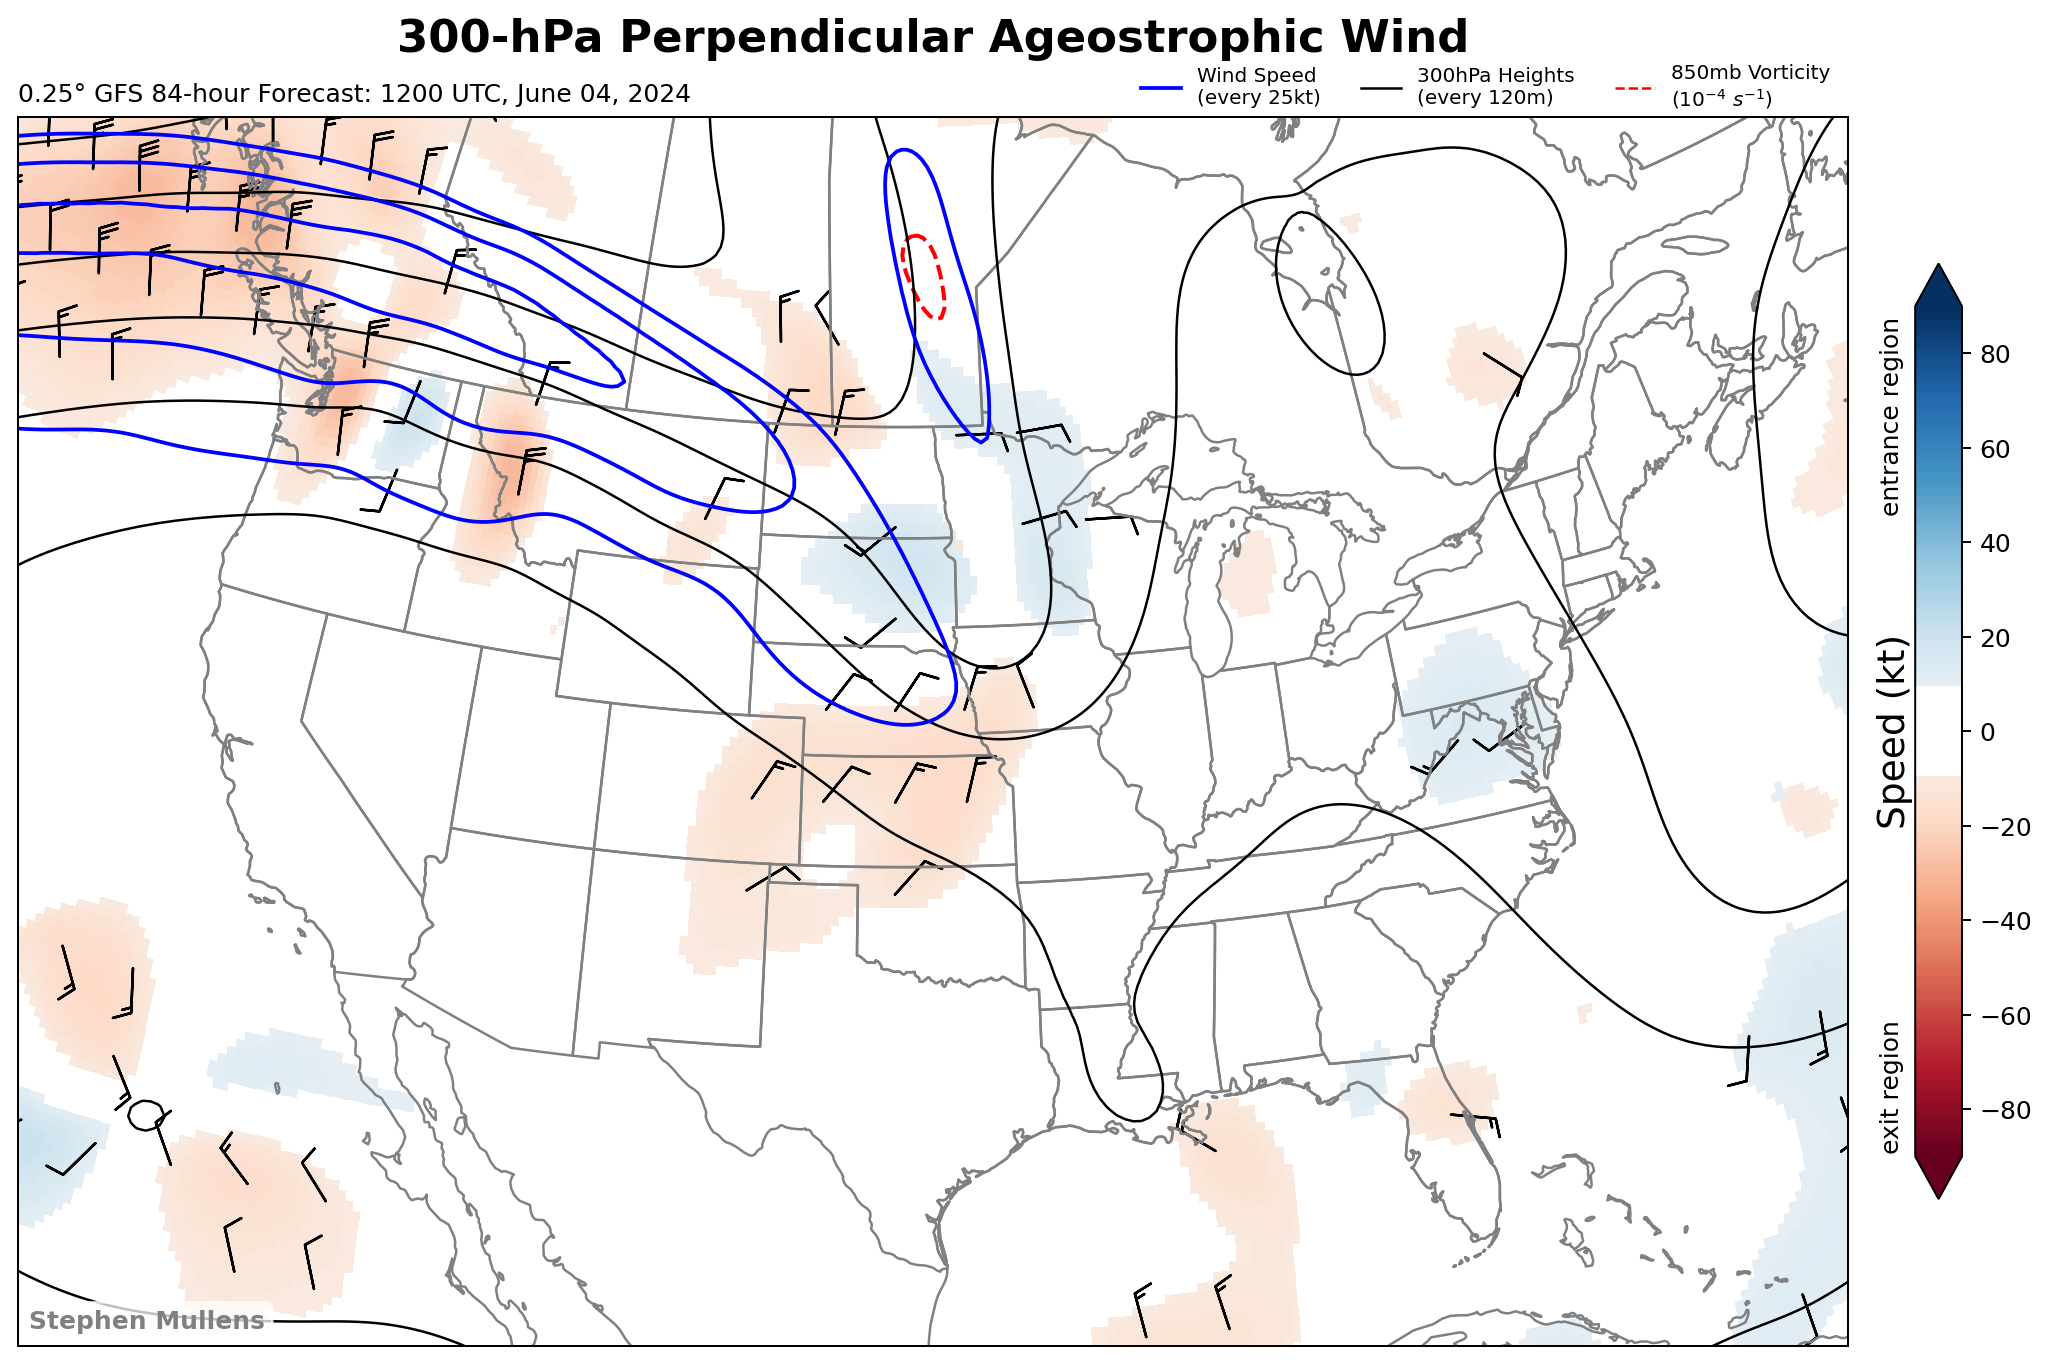 300-hPa Perpendicular Ageostrophic Wind
0.25° GFS 84-hour Forecast: 1200 UTC, June 04, 2024
Wind Speed
(every 25kt)
300hPa Heights
(every 120m)
850mb Vorticity
(10⁻⁴ s⁻¹)
entrance region
Speed (kt)
exit region
80
60
40
20
0
−20
−40
−60
−80
Stephen Mullens